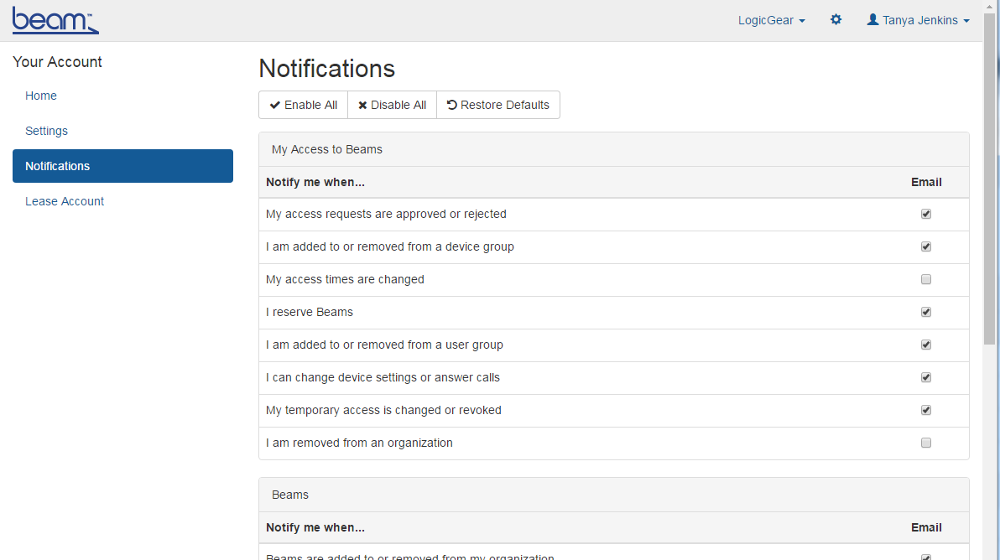 beam™
LogicGear
Tanya Jenkins
Your Account
Home
Settings
Notifications
Lease Account
Notifications
Enable All
Disable All
Restore Defaults
My Access to Beams
Notify me when... Email
My access requests are approved or rejected
I am added to or removed from a device group
My access times are changed
I reserve Beams
I am added to or removed from a user group
I can change device settings or answer calls
My temporary access is changed or revoked
I am removed from an organization
Beams
Notify me when... Email
Beams are added to or removed from my organization